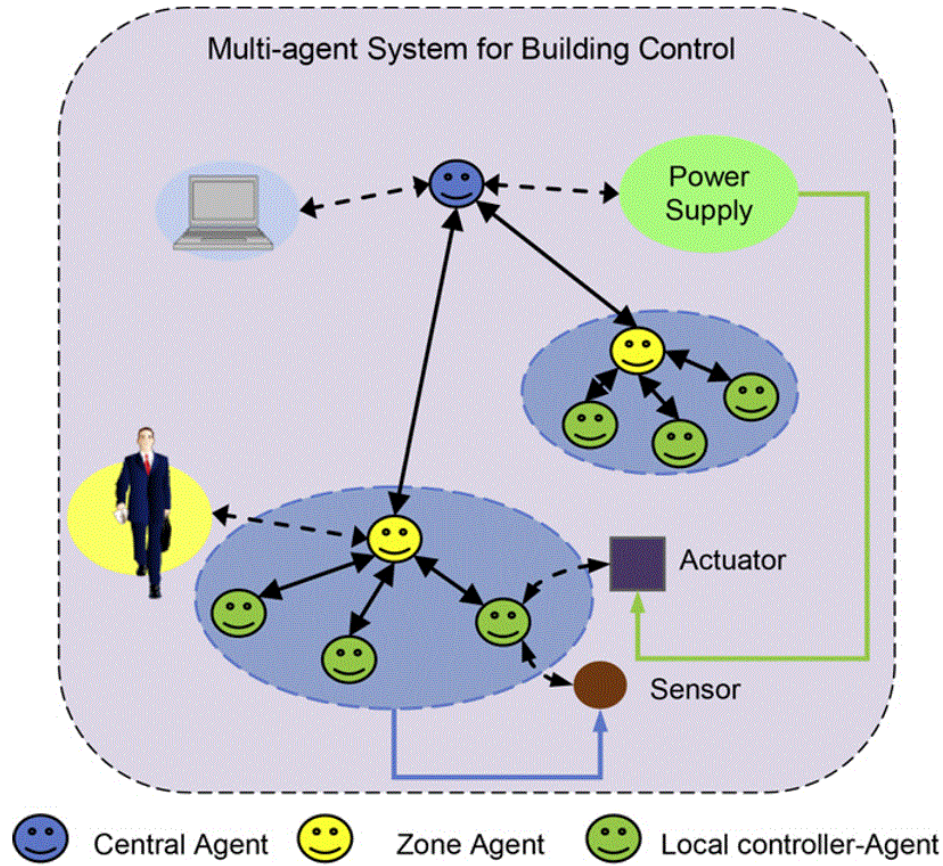 Multi-agent System for Building Control
Power
Supply
Actuator
Sensor
Central Agent
Zone Agent
Local controller-Agent